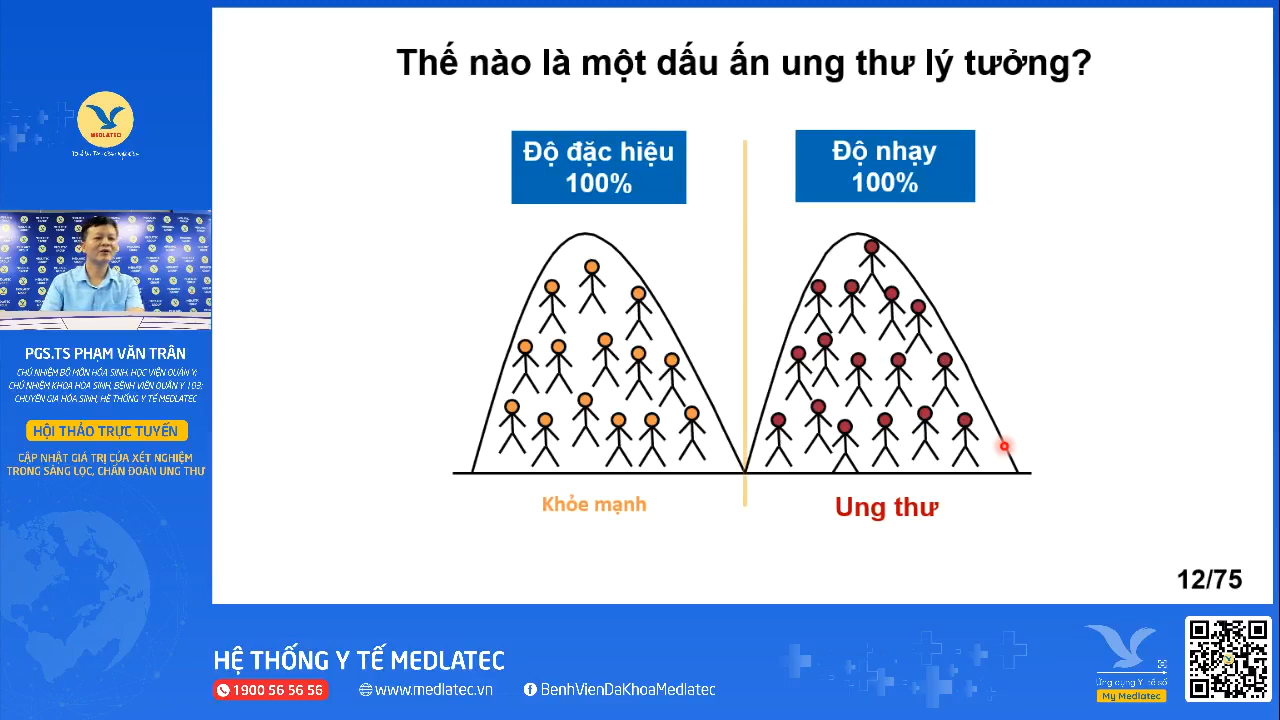 Thế nào là một dấu ấn ung thư lý tưởng?
Độ đặc hiệu
100%
Độ nhạy
100%
Khỏe mạnh
Ung thư
12/75
MEDLATEC
PGS.TS PHẠM VĂN TRÂN
CHỦ NHIỆM BỘ MÔN HÓA SINH, HỌC VIỆN QUÂN Y;
CHỦ NHIỆM KHOA HÓA SINH, BỆNH VIỆN QUÂN Y 103;
CHUYÊN GIA HÓA SINH, HỆ THỐNG Y TẾ MEDLATEC
HỘI THẢO TRỰC TUYẾN
CẬP NHẬT GIÁ TRỊ CỦA XÉT NGHIỆM
TRONG SÀNG LỌC, CHẨN ĐOÁN UNG THƯ
HỆ THỐNG Y TẾ MEDLATEC
1900 56 56 56
www.medlatec.vn
BenhVienDaKhoaMedlatec
Ứng dụng Y tế số
My Medlatec